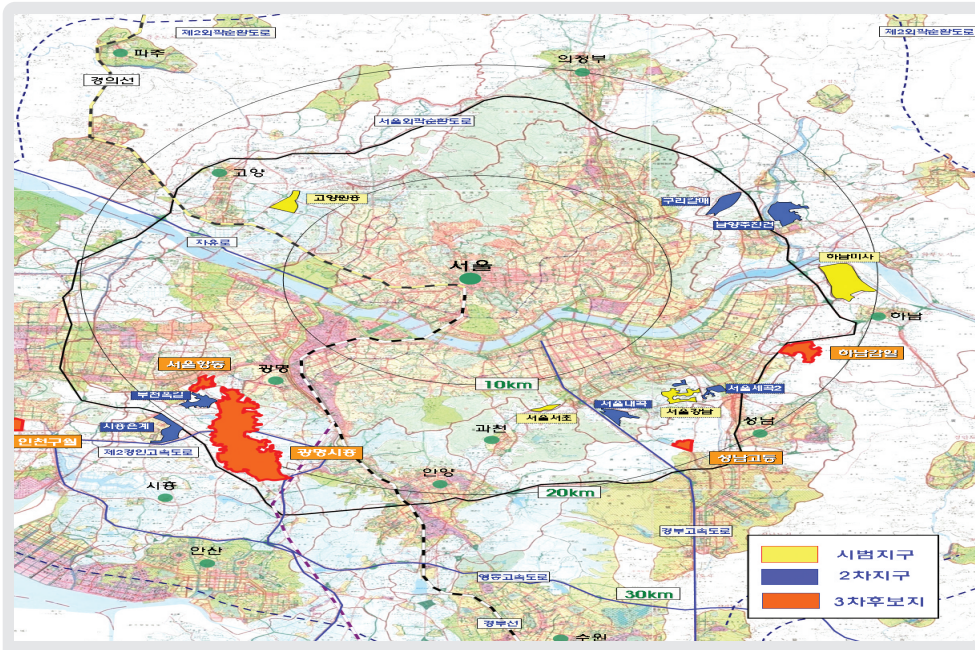 제2외곽순환도로
제2외곽순환도로
파주
의정부
경의선
서울외곽순환도로
고양
고양원흥
구리갈매
남양주진건
자유로
하남미사
서울
하남
서울항동
하남감일
광명
10km
부천옥길
서울서초
서울내곡
서울강남
서울세곡2
시흥은계
성남
인천구월
과천
제2경인고속도로
광명시흥
성남고등
안양
시흥
20km
경부고속도로
안산
시범지구
영동고속도로
2차지구
30km
3차후보지
경부선
수원